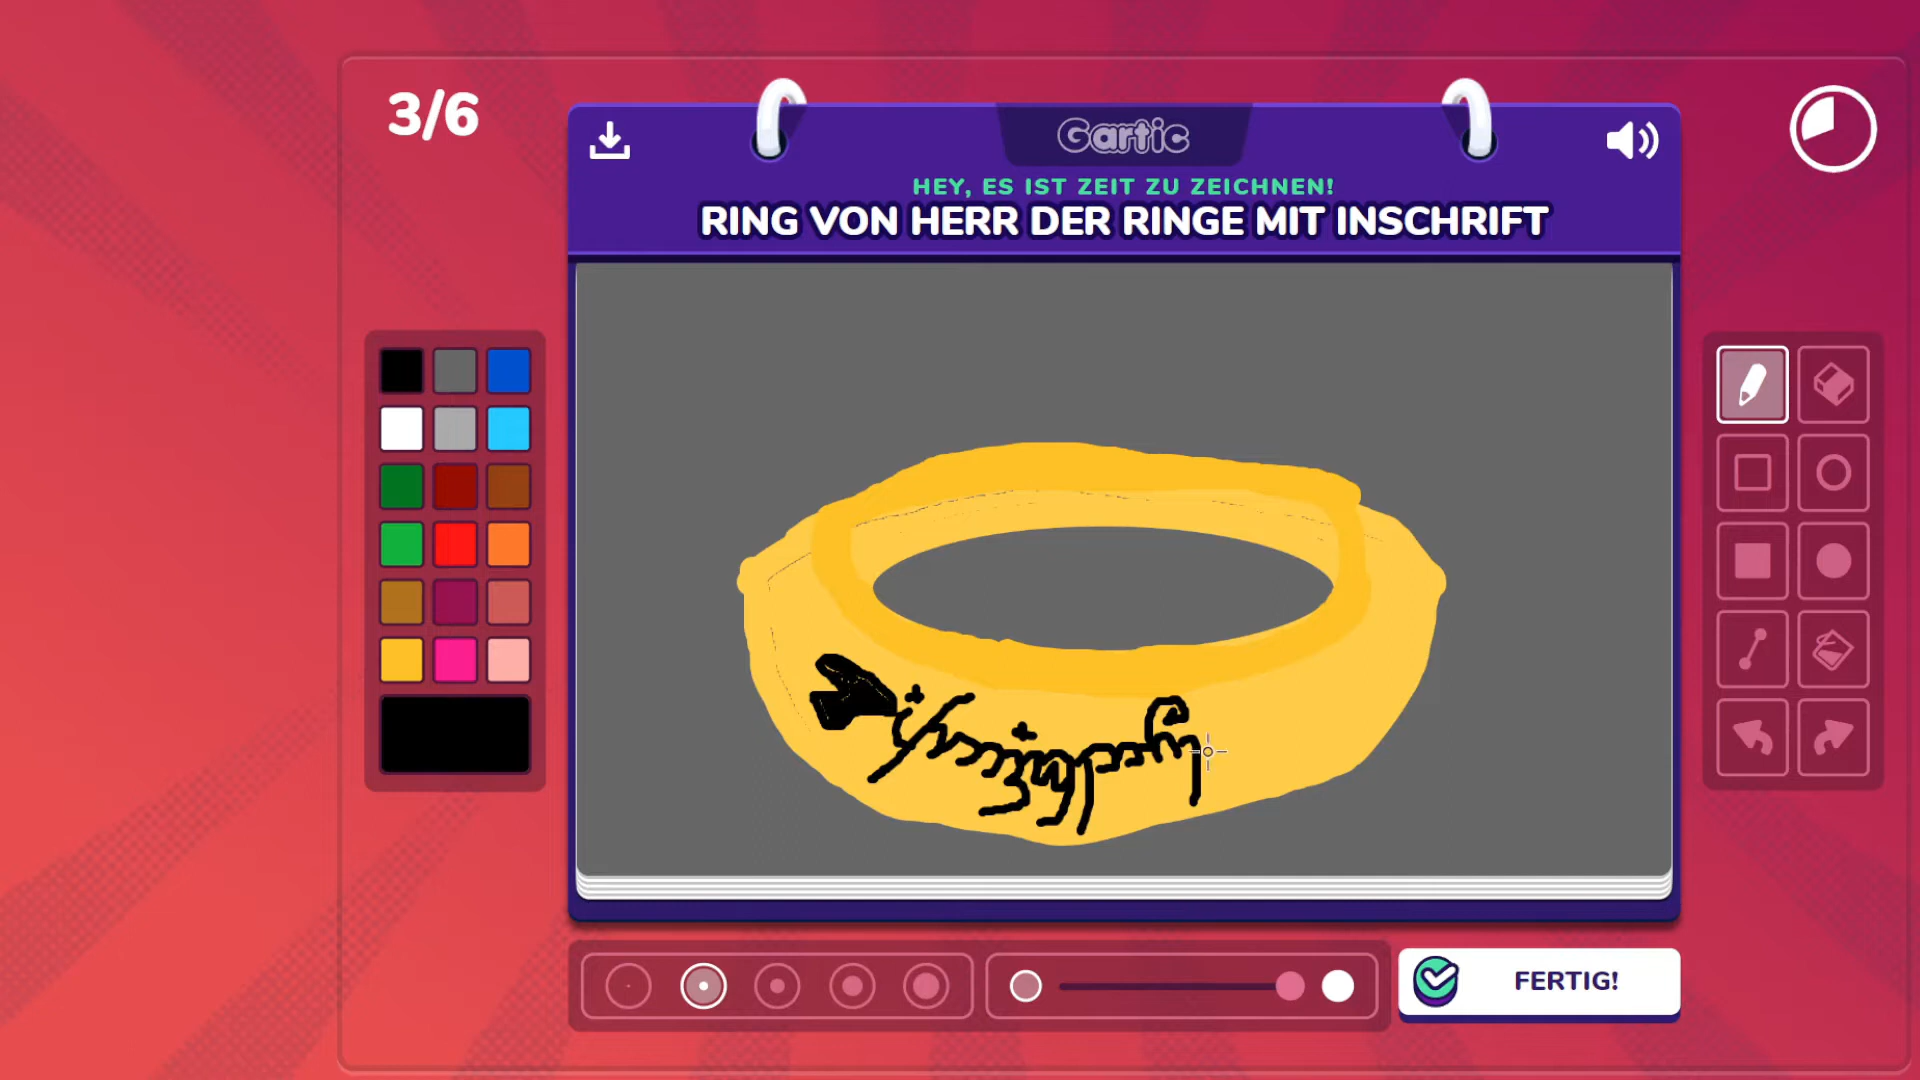 3/6
Gartic
HEY, ES IST ZEIT ZU ZEICHNEN!
RING VON HERR DER RINGE MIT INSCHRIFT
FERTIG!